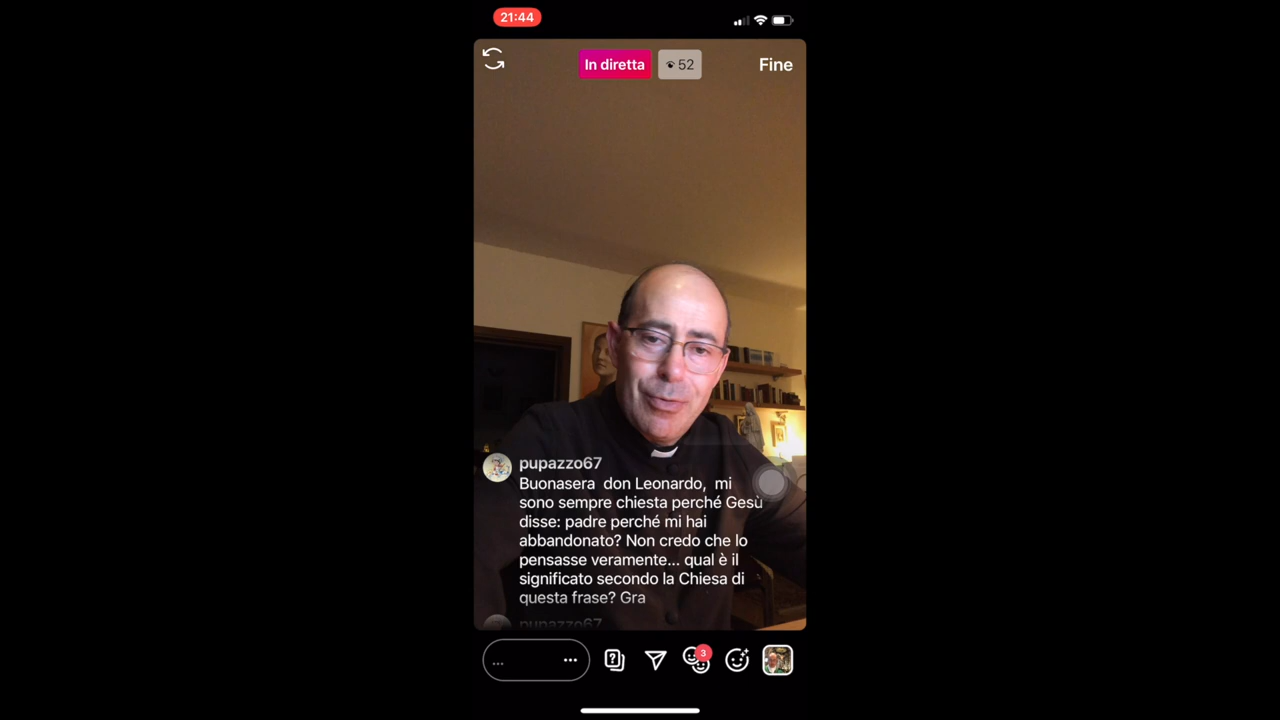 21:44
In diretta 52 Fine
pupazzo67
Buonasera don Leonardo, mi
sono sempre chiesta perché Gesù
disse: padre perché mi hai
abbandonato? Non credo che lo
pensasse veramente... qual è il
significato secondo la Chiesa di
questa frase? Gra
pupazzo67
... 
3